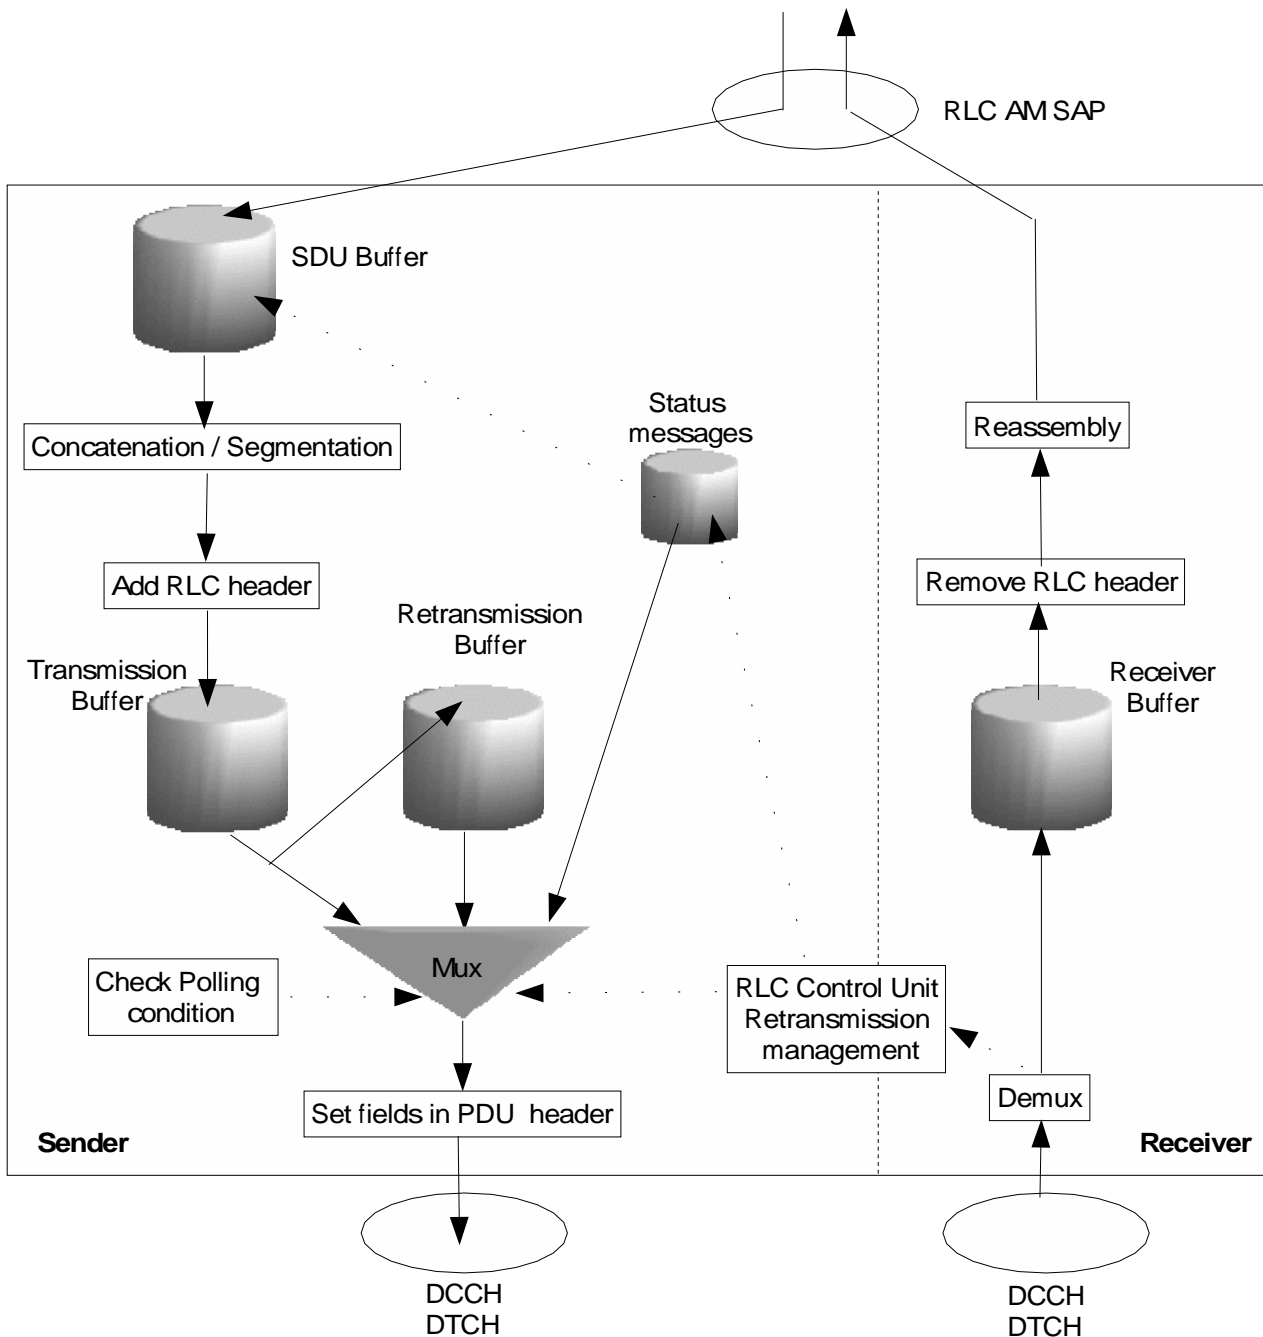 RLC AM SAP
SDU Buffer
Concatenation / Segmentation
Add RLC header
Transmission
Buffer
Retransmission
Buffer
Status
messages
Mux
Check Polling
condition
Set fields in PDU header
Sender
DCCH
DTCH
RLC Control Unit
Retransmission
management
Reassembly
Remove RLC header
Receiver
Buffer
Demux
Receiver
DCCH
DTCH